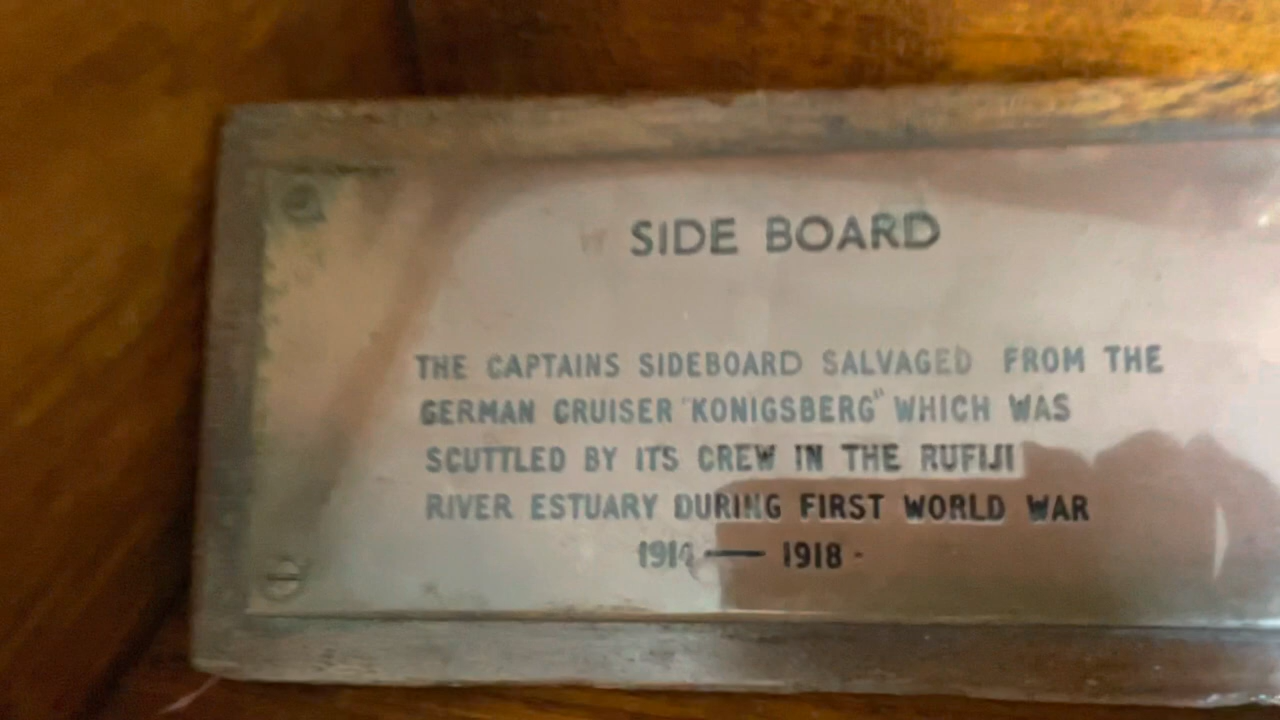 SIDE BOARD
THE CAPTAINS SIDEBOARD SALVAGED FROM THE
GERMAN CRUISER "KONIGSBERG" WHICH WAS
SCUTTLED BY ITS CREW IN THE RUFIJI
RIVER ESTUARY DURING FIRST WORLD WAR
1914 — 1918 -